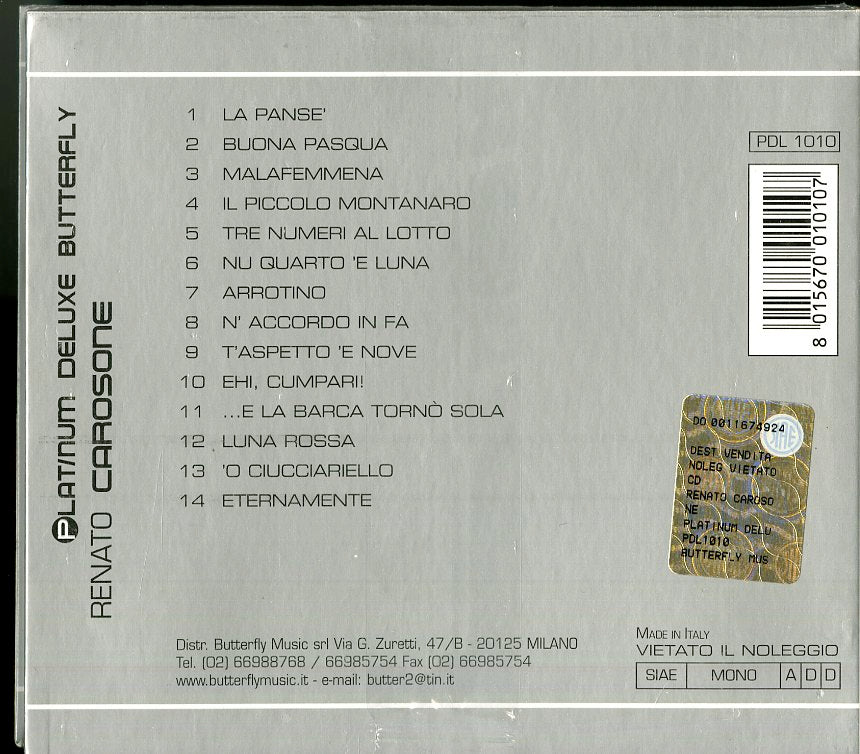 PLATINUM DELUXE BUTTERFLY
RENATO CAROSONE
1 LA PANSE'
2 BUONA PASQUA
3 MALAFEMMENA
4 IL PICCOLO MONTANARO
5 TRE NUMERI AL LOTTO
6 NU QUARTO 'E LUNA
7 ARROTINO
8 N' ACCORDO IN FA
9 T'ASPETTO 'E NOVE
10 EHI, CUMPARI!
11 ...E LA BARCA TORNÒ SOLA
12 LUNA ROSSA
13 'O CIUCCIARIELLO
14 ETERNAMENTE
PDL 1010
8 015670 010107
DO 0011674924
SIAE
DEST VENDITA
NOLEG VIETATO
CD
RENATO CAROSO
NE
PLATINUM DELU
PDL1010
BUTTERFLY MUS
Distr. Butterfly Music srl Via G. Zuretti, 47/B - 20125 MILANO
Tel. (02) 66988768 / 66985754 Fax (02) 66985754
www.butterflymusic.it - e-mail: butter2@tin.it
MADE IN ITALY
VIETATO IL NOLEGGIO
SIAE MONO A D D